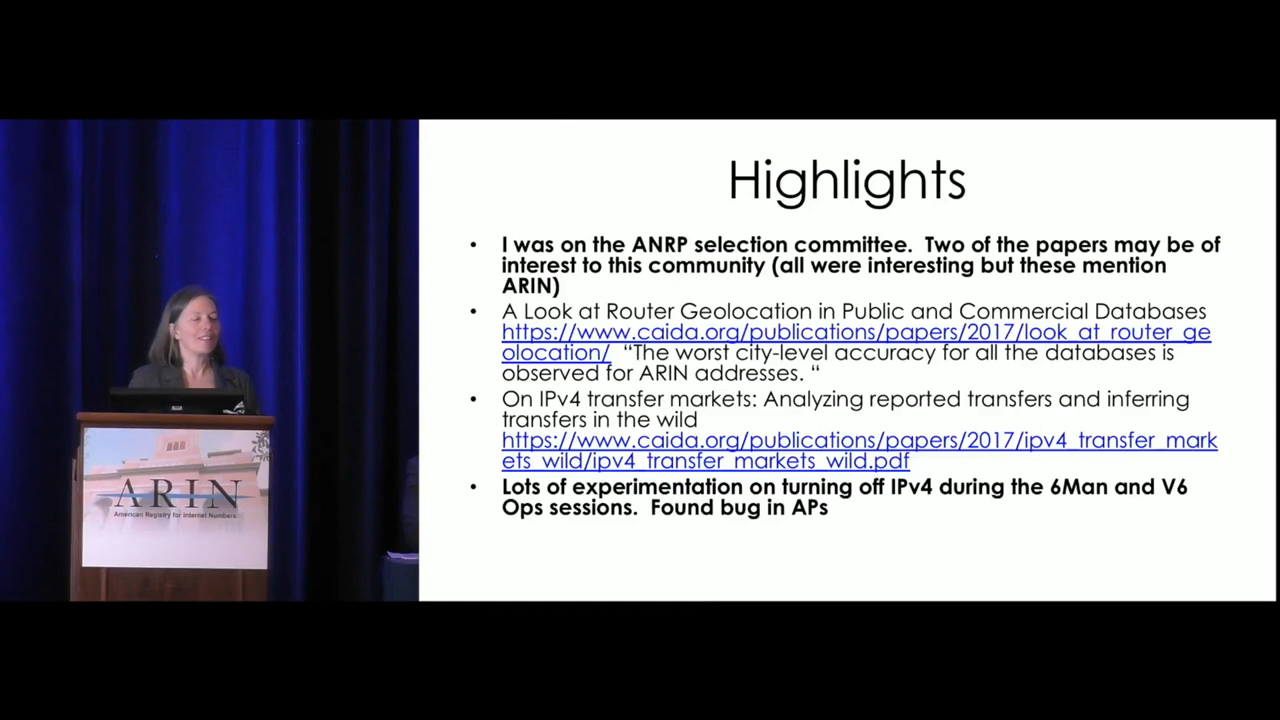 Highlights
• I was on the ANRP selection committee.  Two of the papers may be of
interest to this community (all were interesting but these mention
ARIN)
• A Look at Router Geolocation in Public and Commercial Databases
https://www.caida.org/publications/papers/2017/look_at_router_ge
olocation/  “The worst city-level accuracy for all the databases is
observed for ARIN addresses. “
• On IPv4 transfer markets: Analyzing reported transfers and inferring
transfers in the wild
https://www.caida.org/publications/papers/2017/ipv4_transfer_mark
ets_wild/ipv4_transfer_markets_wild.pdf
• Lots of experimentation on turning off IPv4 during the 6Man and V6
Ops sessions.  Found bug in APs
ARIN
American Registry for Internet Numbers